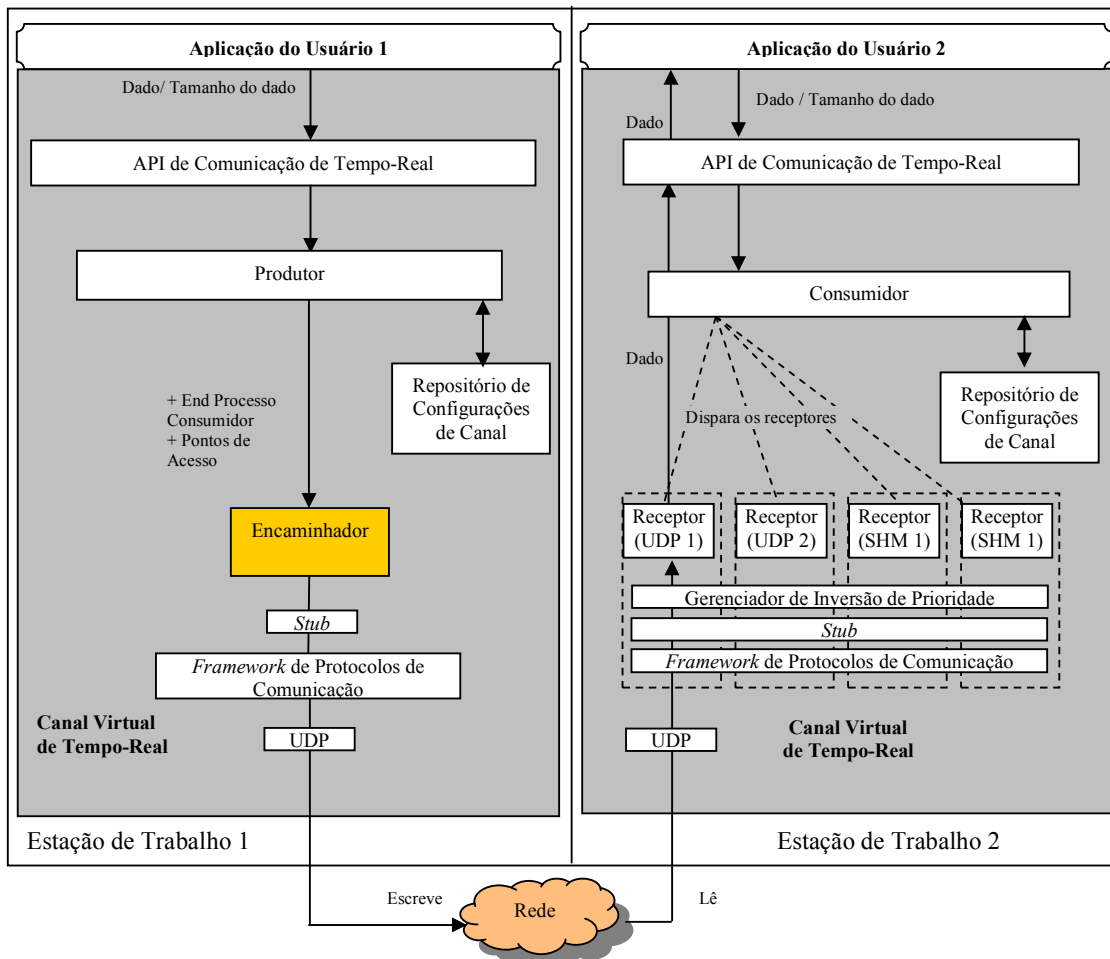 Aplicação do Usuário 1
Dado/ Tamanho do dado
API de Comunicação de Tempo-Real
Produtor
Repositório de
Configurações
de Canal
+ End Processo
Consumidor
+ Pontos de
Acesso
Encaminhador
Stub
Framework de Protocolos de
Comunicação
Canal Virtual
de Tempo-Real
UDP
Estação de Trabalho 1
Aplicação do Usuário 2
Dado / Tamanho do dado
Dado
API de Comunicação de Tempo-Real
Consumidor
Dado
Repositório de
Configurações
de Canal
Dispara os receptores
Receptor
(UDP 1)
Receptor
(UDP 2)
Receptor
(SHM 1)
Receptor
(SHM 1)
Gerenciador de Inversão de Prioridade
Stub
Framework de Protocolos de Comunicação
UDP
Canal Virtual
de Tempo-Real
Estação de Trabalho 2
Escreve
Rede
Lê